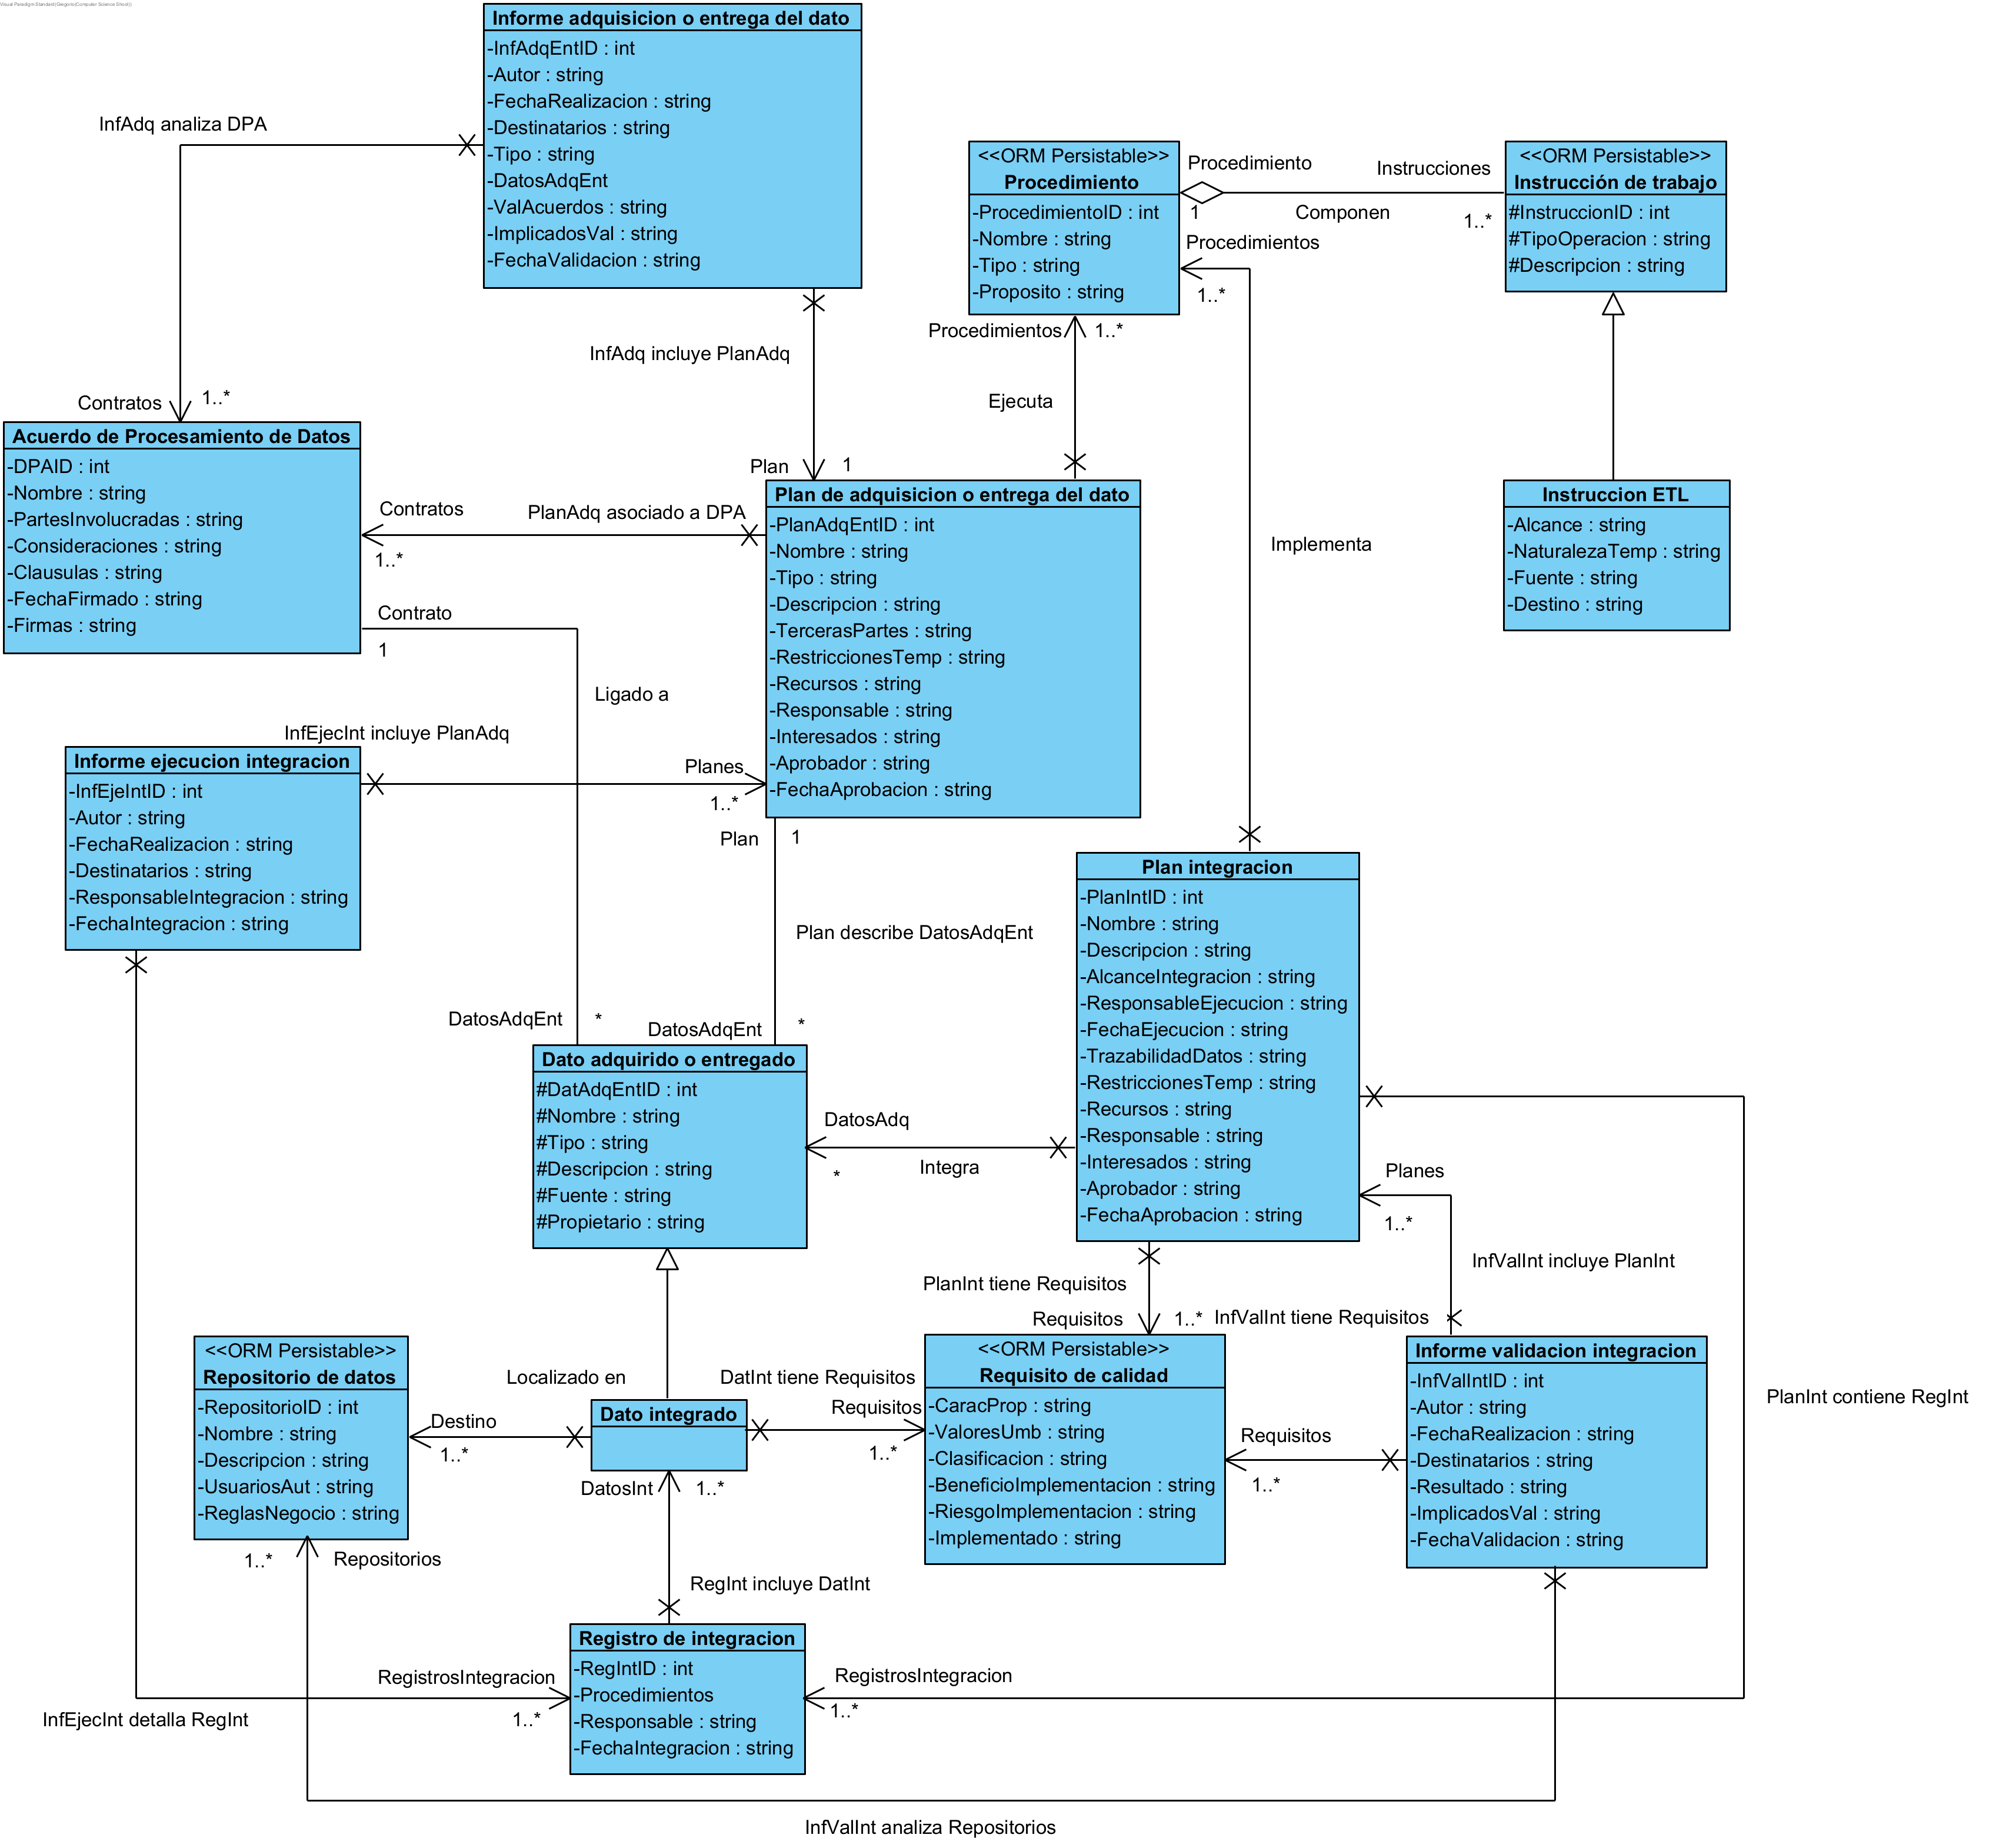 Visual Paradigm Standard(Gregorio(Computer Science Shool))
Informe adquisicion o entrega del dato
-InfAdqEntID : int
-Autor : string
-FechaRealizacion : string
-Destinatarios : string
-Tipo : string
-DatosAdqEnt
-ValAcuerdos : string
-ImplicadosVal : string
-FechaValidacion : string
InfAdq analiza DPA
Contratos
1..*
InfAdq incluye PlanAdq
Plan
1
<<ORM Persistable>>
Procedimiento
-ProcedimientoID : int
-Nombre : string
-Tipo : string
-Proposito : string
Procedimiento
1
Componen
Instrucciones
1..*
<<ORM Persistable>>
Instrucción de trabajo
#InstruccionID : int
#TipoOperacion : string
#Descripcion : string
Procedimientos
1..*
Procedimientos
1..*
Ejecuta
Implementa
Instruccion ETL
-Alcance : string
-NaturalezaTemp : string
-Fuente : string
-Destino : string
Acuerdo de Procesamiento de Datos
-DPAID : int
-Nombre : string
-PartesInvolucradas : string
-Consideraciones : string
-Clausulas : string
-FechaFirmado : string
-Firmas : string
Contratos
1..*
PlanAdq asociado a DPA
Contrato
1
Ligado a
Plan de adquisicion o entrega del dato
-PlanAdqEntID : int
-Nombre : string
-Tipo : string
-Descripcion : string
-TercerasPartes : string
-RestriccionesTemp : string
-Recursos : string
-Responsable : string
-Interesados : string
-Aprobador : string
-FechaAprobacion : string
InfEjecInt incluye PlanAdq
Planes
1..*
Informe ejecucion integracion
-InfEjeIntID : int
-Autor : string
-FechaRealizacion : string
-Destinatarios : string
-ResponsableIntegracion : string
-FechaIntegracion : string
Plan
1
Plan describe DatosAdqEnt
DatosAdqEnt
*
DatosAdqEnt
*
Plan integracion
-PlanIntID : int
-Nombre : string
-Descripcion : string
-AlcanceIntegracion : string
-ResponsableEjecucion : string
-FechaEjecucion : string
-TrazabilidadDatos : string
-RestriccionesTemp : string
-Recursos : string
-Responsable : string
-Interesados : string
-Aprobador : string
-FechaAprobacion : string
Dato adquirido o entregado
#DatAdqEntID : int
#Nombre : string
#Tipo : string
#Descripcion : string
#Fuente : string
#Propietario : string
DatosAdq
*
Integra
Planes
1..*
InfValInt incluye PlanInt
PlanInt tiene Requisitos
Requisitos
1..*
InfValInt tiene Requisitos
PlanInt contiene RegInt
<<ORM Persistable>>
Repositorio de datos
-RepositorioID : int
-Nombre : string
-Descripcion : string
-UsuariosAut : string
-ReglasNegocio : string
Localizado en
Destino
1..*
Dato integrado
DatInt tiene Requisitos
Requisitos
1..*
<<ORM Persistable>>
Requisito de calidad
-CaracProp : string
-ValoresUmb : string
-Clasificacion : string
-BeneficioImplementacion : string
-RiesgoImplementacion : string
-Implementado : string
Requisitos
1..*
Informe validacion integracion
-InfValIntID : int
-Autor : string
-FechaRealizacion : string
-Destinatarios : string
-Resultado : string
-ImplicadosVal : string
-FechaValidacion : string
DatosInt
1..*
RegInt incluye DatInt
1..*
Repositorios
Registro de integracion
-RegIntID : int
-Procedimientos
-Responsable : string
-FechaIntegracion : string
RegistrosIntegracion
1..*
InfEjecInt detalla RegInt
RegistrosIntegracion
1..*
InfValInt analiza Repositorios